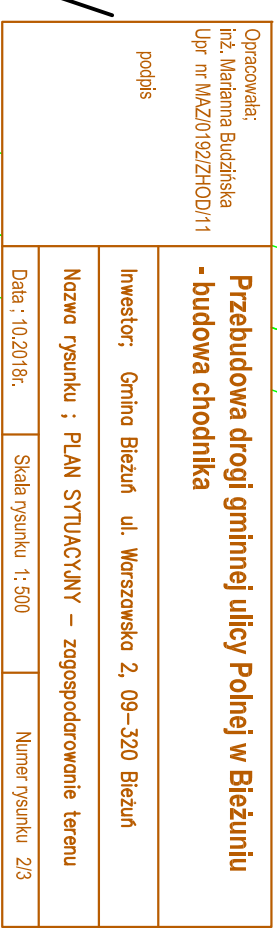 Opracowała;
inż. Marianna Budzińska
Upr nr MAZ/0192/ZHOD/11
podpis
Przebudowa drogi gminnej ulicy Polnej w Bieżuniu
- budowa chodnika
Inwestor; Gmina Bieżuń ul. Warszawska 2, 09-320 Bieżuń
Nazwa rysunku ; PLAN SYTUACYJNY - zagospodarowanie terenu
Data ; 10.2018r.
Skala rysunku 1: 500
Numer rysunku 2/3